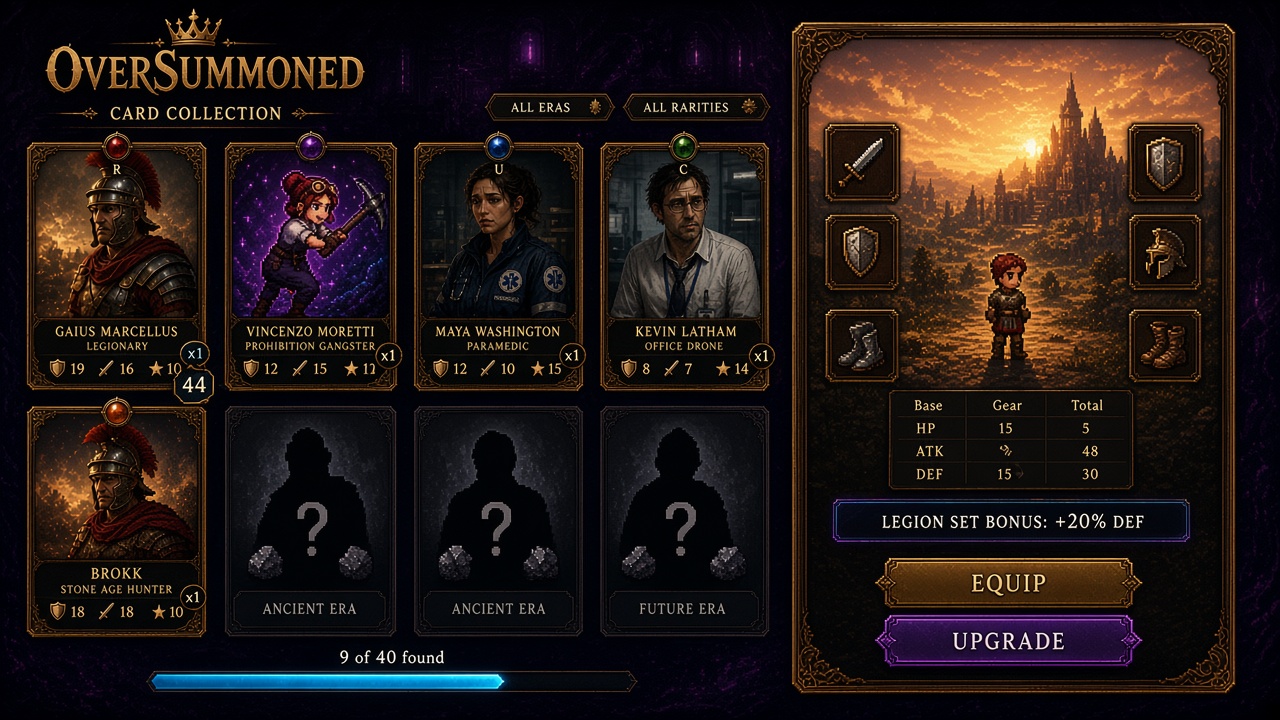 OVERSUMMONED
CARD COLLECTION
ALL ERAS
ALL RARITIES
R
GAIUS MARCELLUS
LEGIONARY
19 16 10
x1
44
VINCENZO MORETTI
PROHIBITION GANGSTER
12 15 11
x1
U
MAYA WASHINGTON
PARAMEDIC
12 10 15
x1
C
KEVIN LATHAM
OFFICE DRONE
8 7 14
x1
BROKK
STONE AGE HUNTER
18 18 10
x1
?
ANCIENT ERA
?
ANCIENT ERA
?
FUTURE ERA
9 of 40 found
Base Gear Total
HP 15 5
ATK 48
DEF 15 30
LEGION SET BONUS: +20% DEF
EQUIP
UPGRADE